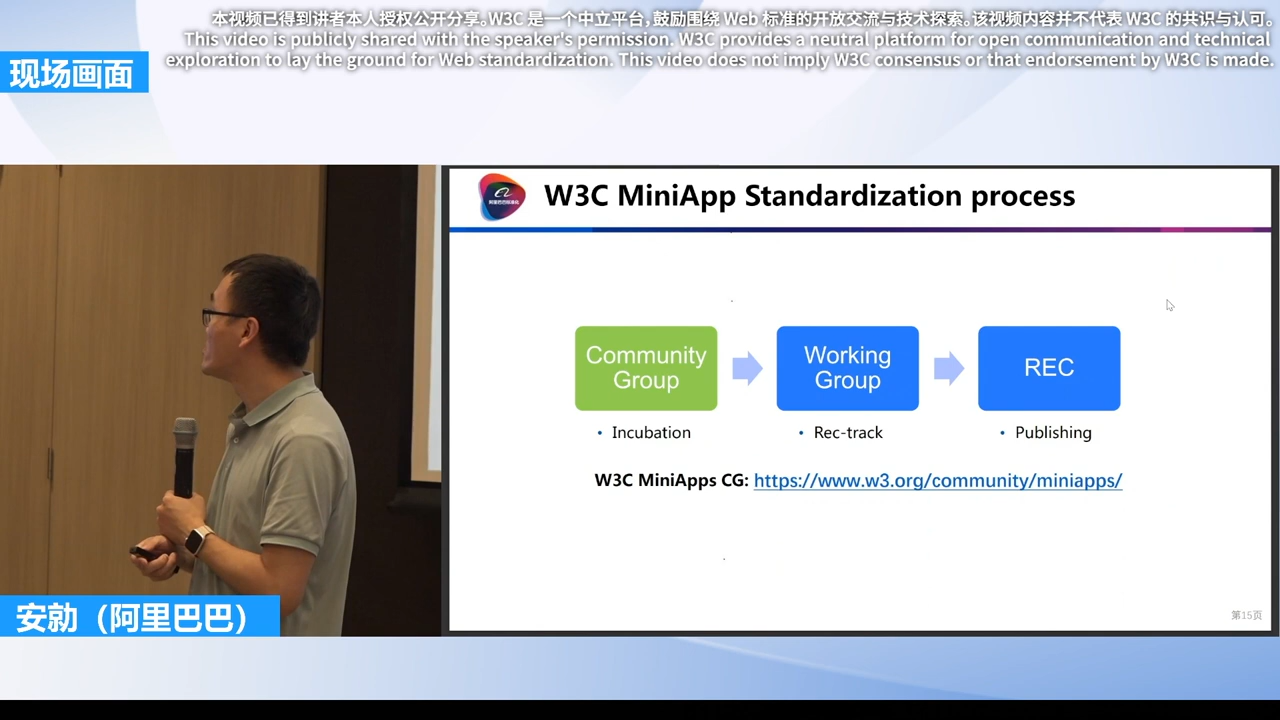 本视频已得到讲者本人授权公开分享。W3C 是一个中立平台，鼓励围绕 Web 标准的开放交流与技术探索。该视频内容并不代表 W3C 的共识与认可。
This video is publicly shared with the speaker's permission. W3C provides a neutral platform for open communication and technical
exploration to lay the ground for Web standardization. This video does not imply W3C consensus or that endorsement by W3C is made.
现场画面
阿里巴巴标准化
W3C MiniApp Standardization process
Community
Group
Working
Group
REC
• Incubation
• Rec-track
• Publishing
W3C MiniApps CG: https://www.w3.org/community/miniapps/
第15页
安勍（阿里巴巴）